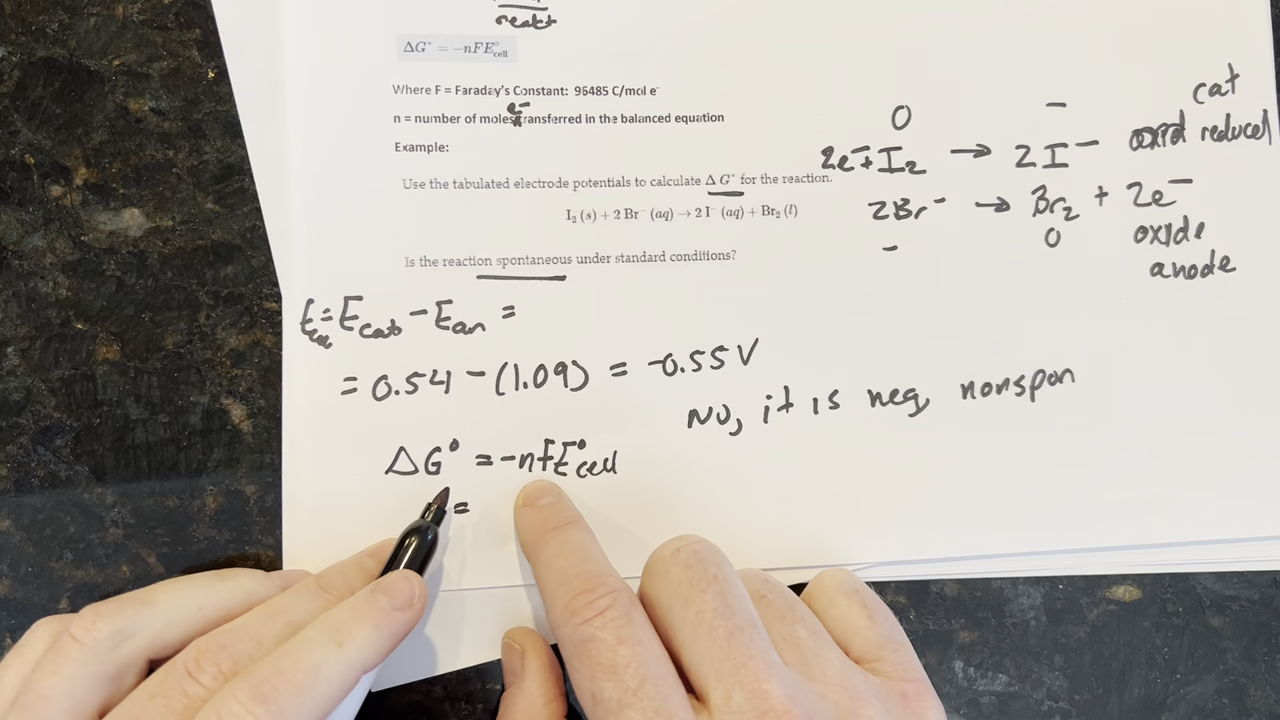 react
ΔG° = −nFE°cell
Where F = Faraday's Constant: 96485 C/mol e-
n = number of moles e- transferred in the balanced equation
Example:
Use the tabulated electrode potentials to calculate Δ G° for the reaction.
I2 (s) + 2 Br− (aq) → 2 I− (aq) + Br2 (l)
Is the reaction spontaneous under standard conditions?
cat
0 −
2e− + I2 → 2I− reduced
2Br− → Br2 + 2e−
− 0 oxide
anode
= Ecat − Ean =
= 0.54 − (1.09) = -0.55 V
No, it is neg, nonspon
ΔG° = -nFE°cell
=